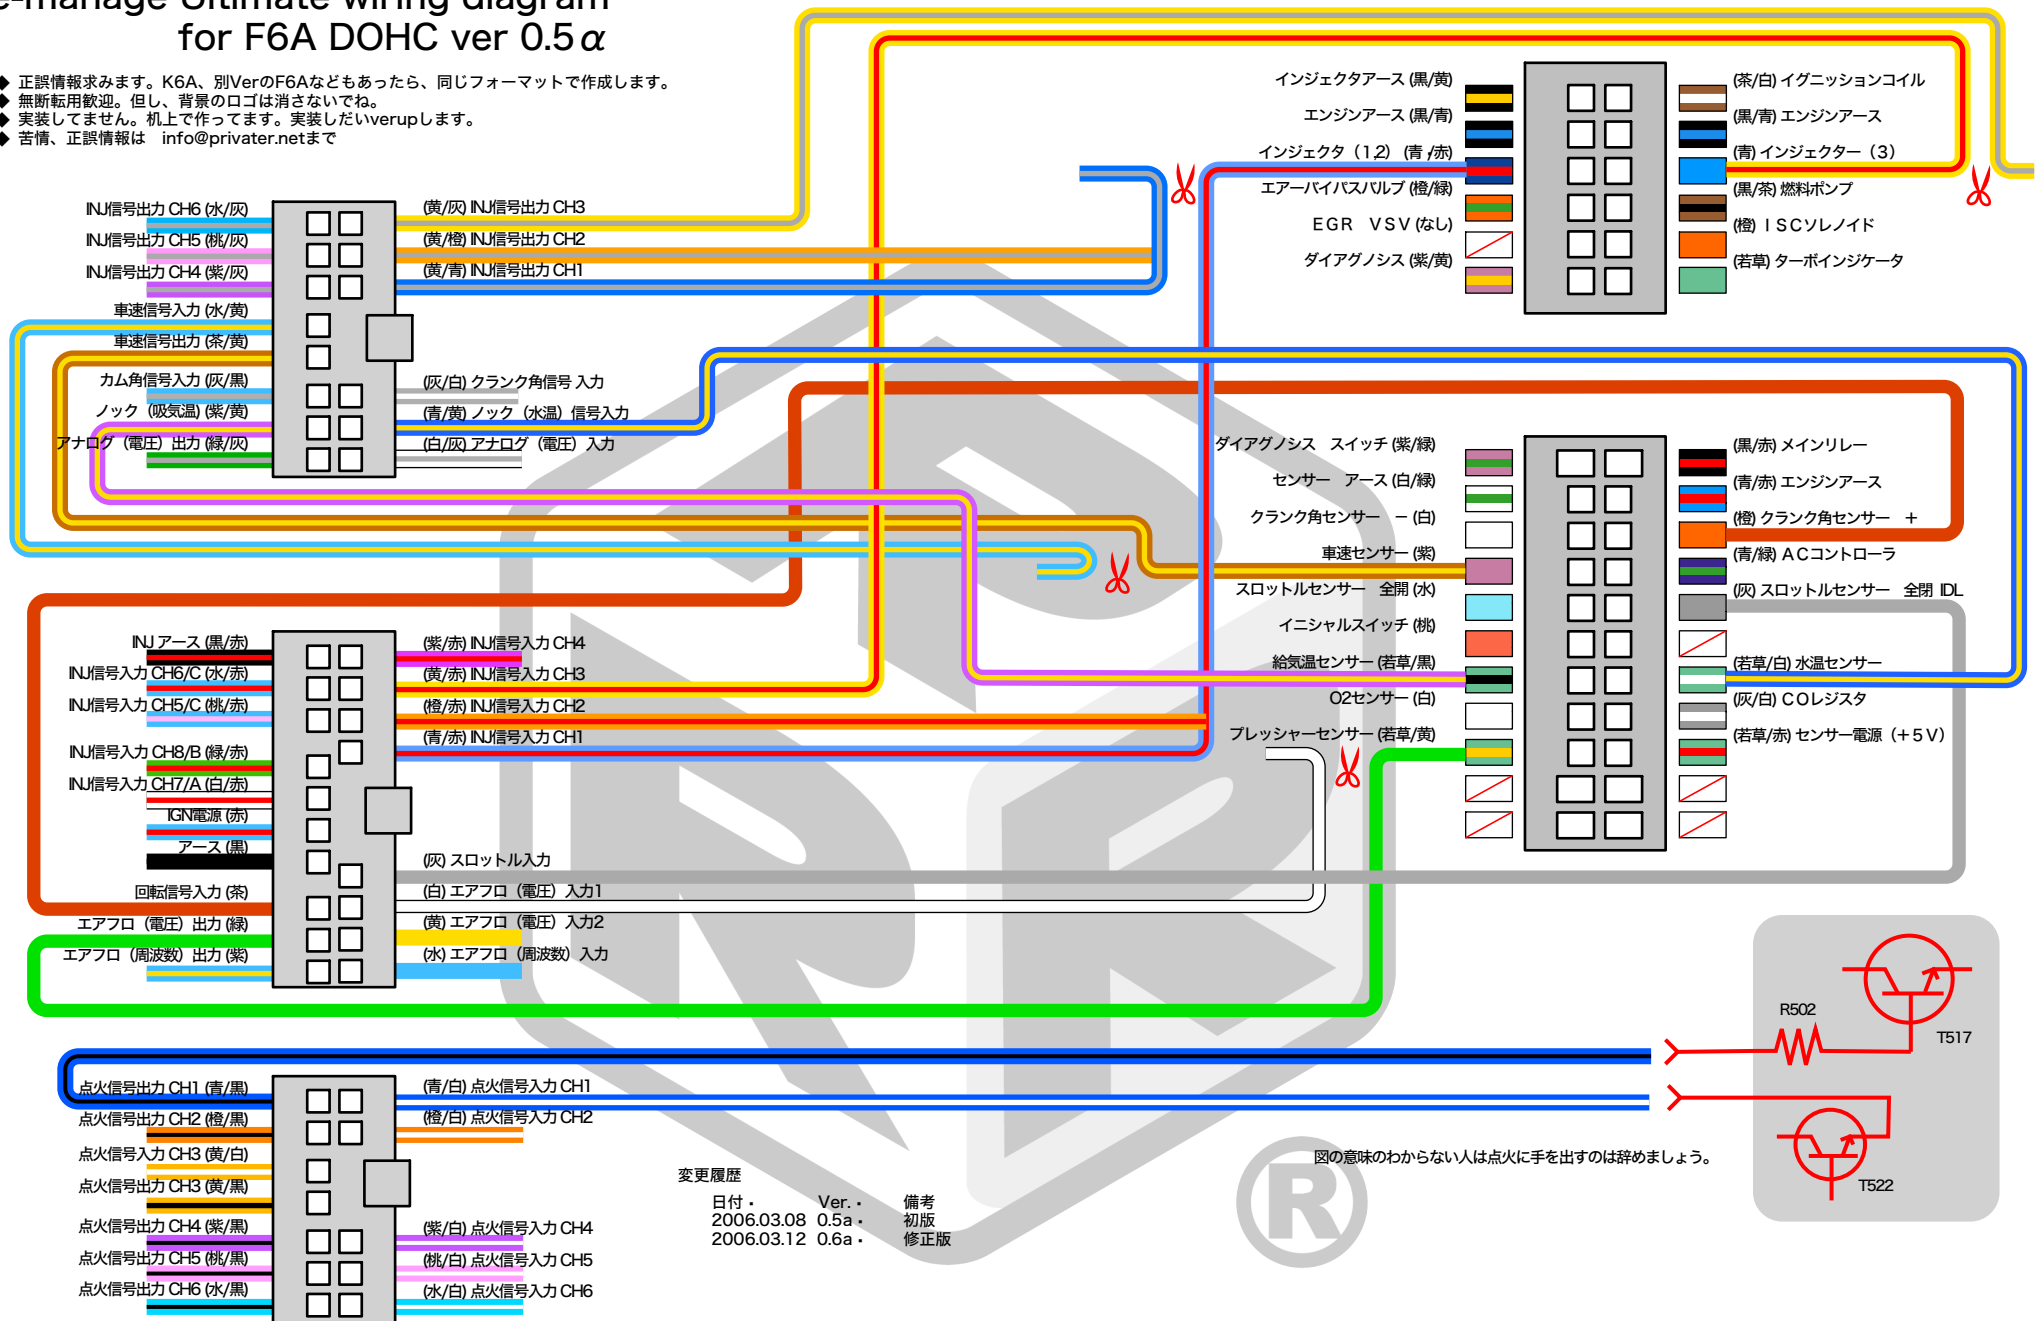 e-manage Ultimate wiring diagram
for F6A DOHC ver 0.5α
◆ 正誤情報求みます。K6A、別VerのF6Aなどもあったら、同じフォーマットで作成します。
◆ 無断転用歓迎。但し、背景のロゴは消さないでね。
◆ 実装してません。机上で作ってます。実装しだいverupします。
◆ 苦情、正誤情報は　info@privater.netまで
INJ信号出力 CH6 (水/灰)
INJ信号出力 CH5 (桃/灰)
INJ信号出力 CH4 (紫/灰)
車速信号入力 (水/黄)
車速信号出力 (茶/黄)
カム角信号入力 (灰/黒)
ノック（吸気温) (紫/黄)
アナログ（電圧）出力 (緑/灰)
(黄/灰) INJ信号出力 CH3
(黄/橙) INJ信号出力 CH2
(黄/青) INJ信号出力 CH1
(灰/白) クランク角信号 入力
(青/黄) ノック（水温）信号入力
(白/灰) アナログ（電圧）入力
インジェクタアース (黒/黄)
エンジンアース (黒/青)
インジェクタ（1,2）(青/赤)
エアーバイパスバルブ (橙/緑)
EGR　VSV (なし)
ダイアグノシス (紫/黄)
(茶/白) イグニッションコイル
(黒/青) エンジンアース
(青) インジェクター（3）
(黒/茶) 燃料ポンプ
(橙) ＩＳＣソレノイド
(若草) ターボインジケータ
ダイアグノシス　スイッチ (紫/緑)
センサー　アース (白/緑)
クランク角センサー　－ (白)
車速センサー (紫)
スロットルセンサー　全開 (水)
イニシャルスイッチ (桃)
給気温センサー (若草/黒)
O2センサー (白)
プレッシャーセンサー (若草/黄)
(黒/赤) メインリレー
(青/赤) エンジンアース
(橙) クランク角センサー　＋
(青/緑) ＡＣコントローラ
(灰) スロットルセンサー　全閉 IDL
(若草/白) 水温センサー
(灰/白) ＣＯレジスタ
(若草/赤) センサー電源（＋５Ｖ）
INJ アース (黒/赤)
INJ信号入力 CH6/C (水/赤)
INJ信号入力 CH5/C (桃/赤)
INJ信号入力 CH8/B (緑/赤)
INJ信号入力 CH7/A (白/赤)
IGN電源 (赤)
アース (黒)
回転信号入力 (茶)
エアフロ（電圧）出力 (緑)
エアフロ（周波数）出力 (紫)
(紫/赤) INJ信号入力 CH4
(黄/赤) INJ信号入力 CH3
(橙/赤) INJ信号入力 CH2
(青/赤) INJ信号入力 CH1
(灰) スロットル入力
(白) エアフロ（電圧）入力1
(黄) エアフロ（電圧）入力2
(水) エアフロ（周波数）入力
点火信号出力 CH1 (青/黒)
点火信号出力 CH2 (橙/黒)
点火信号入力 CH3 (黄/白)
点火信号出力 CH3 (黄/黒)
点火信号出力 CH4 (紫/黒)
点火信号出力 CH5 (桃/黒)
点火信号出力 CH6 (水/黒)
(青/白) 点火信号入力 CH1
(橙/白) 点火信号入力 CH2
(紫/白) 点火信号入力 CH4
(桃/白) 点火信号入力 CH5
(水/白) 点火信号入力 CH6
R502
T517
T522
図の意味のわからない人は点火に手を出すのは辞めましょう。
変更履歴
日付・　Ver.・　備考
2006.03.08 0.5a・　初版
2006.03.12 0.6a・　修正版
®